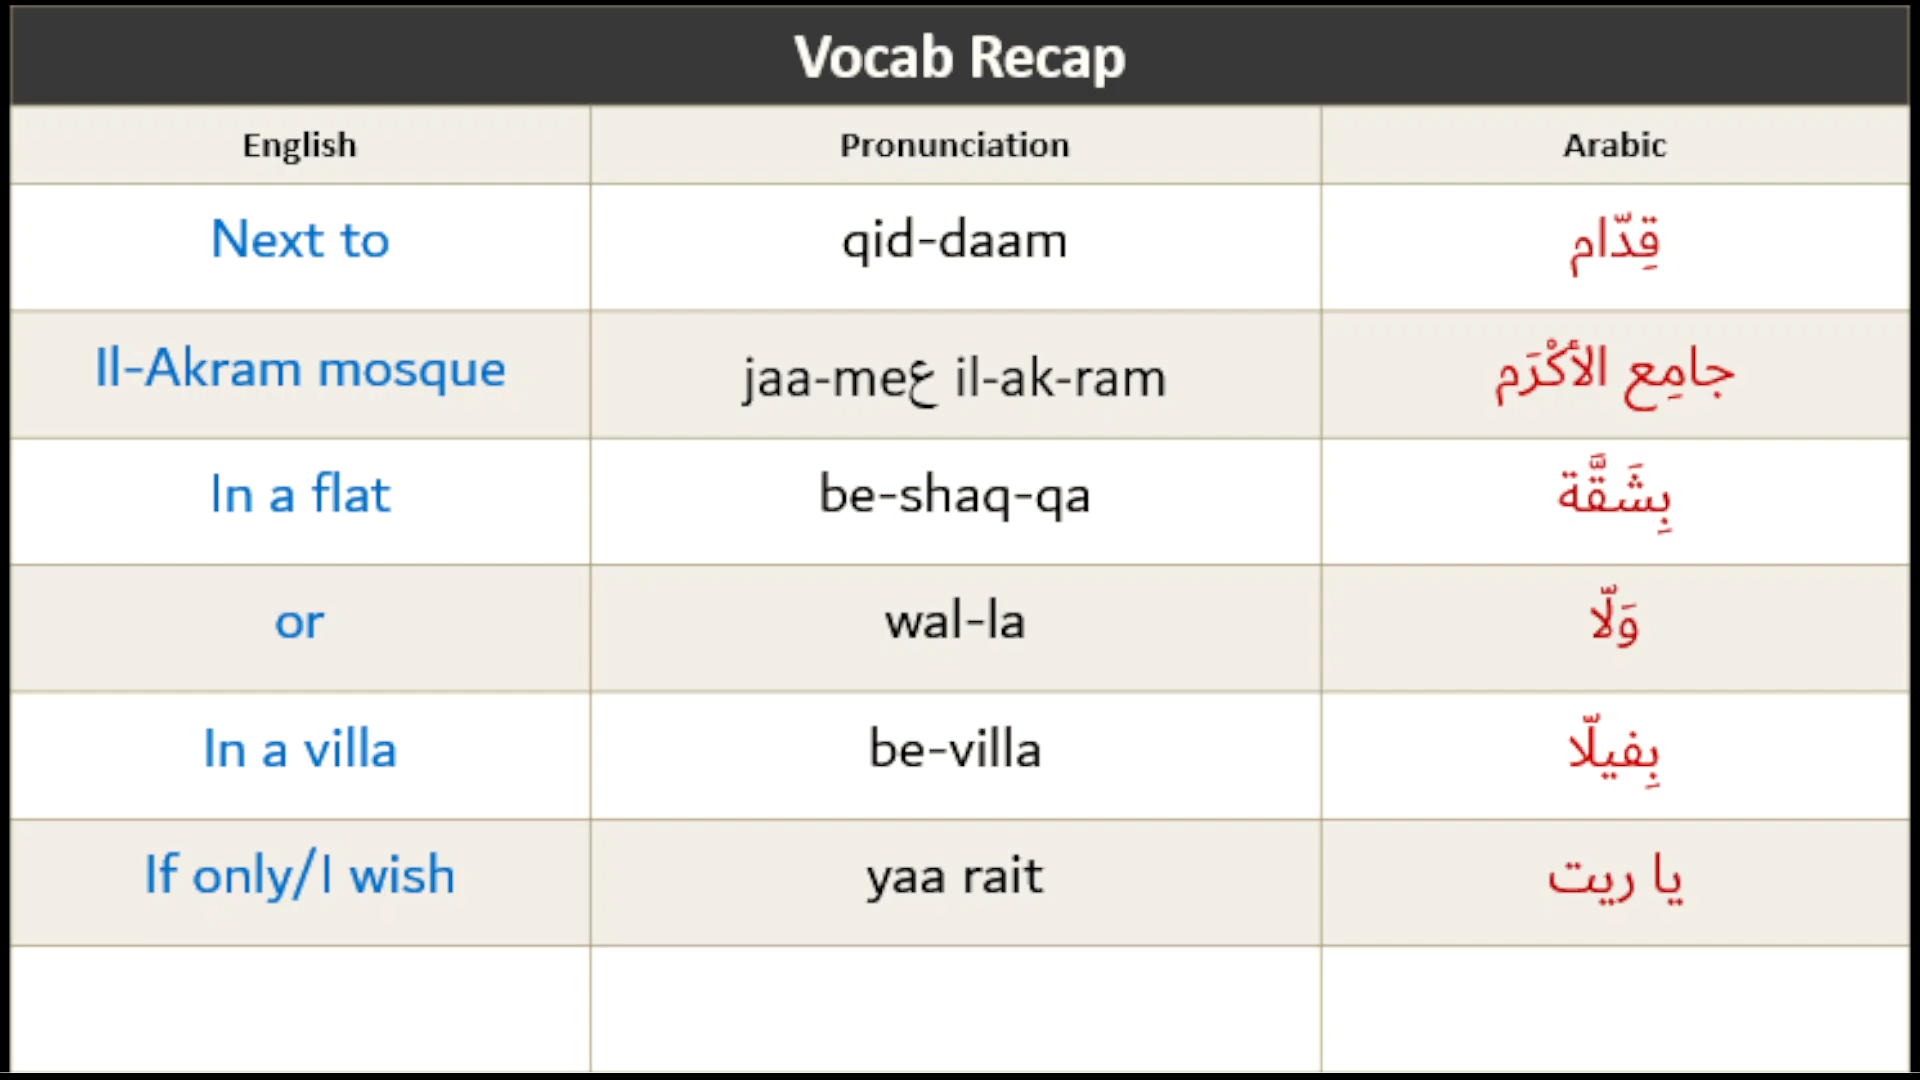 Vocab Recap
English Pronunciation Arabic
Next to qid-daam قِدّام
Il-Akram mosque jaa-meع il-ak-ram جامِع الأكْرَم
In a flat be-shaq-qa بِشَقَّة
or wal-la وَلّا
In a villa be-villa بِفيلّا
If only/I wish yaa rait يا ريت